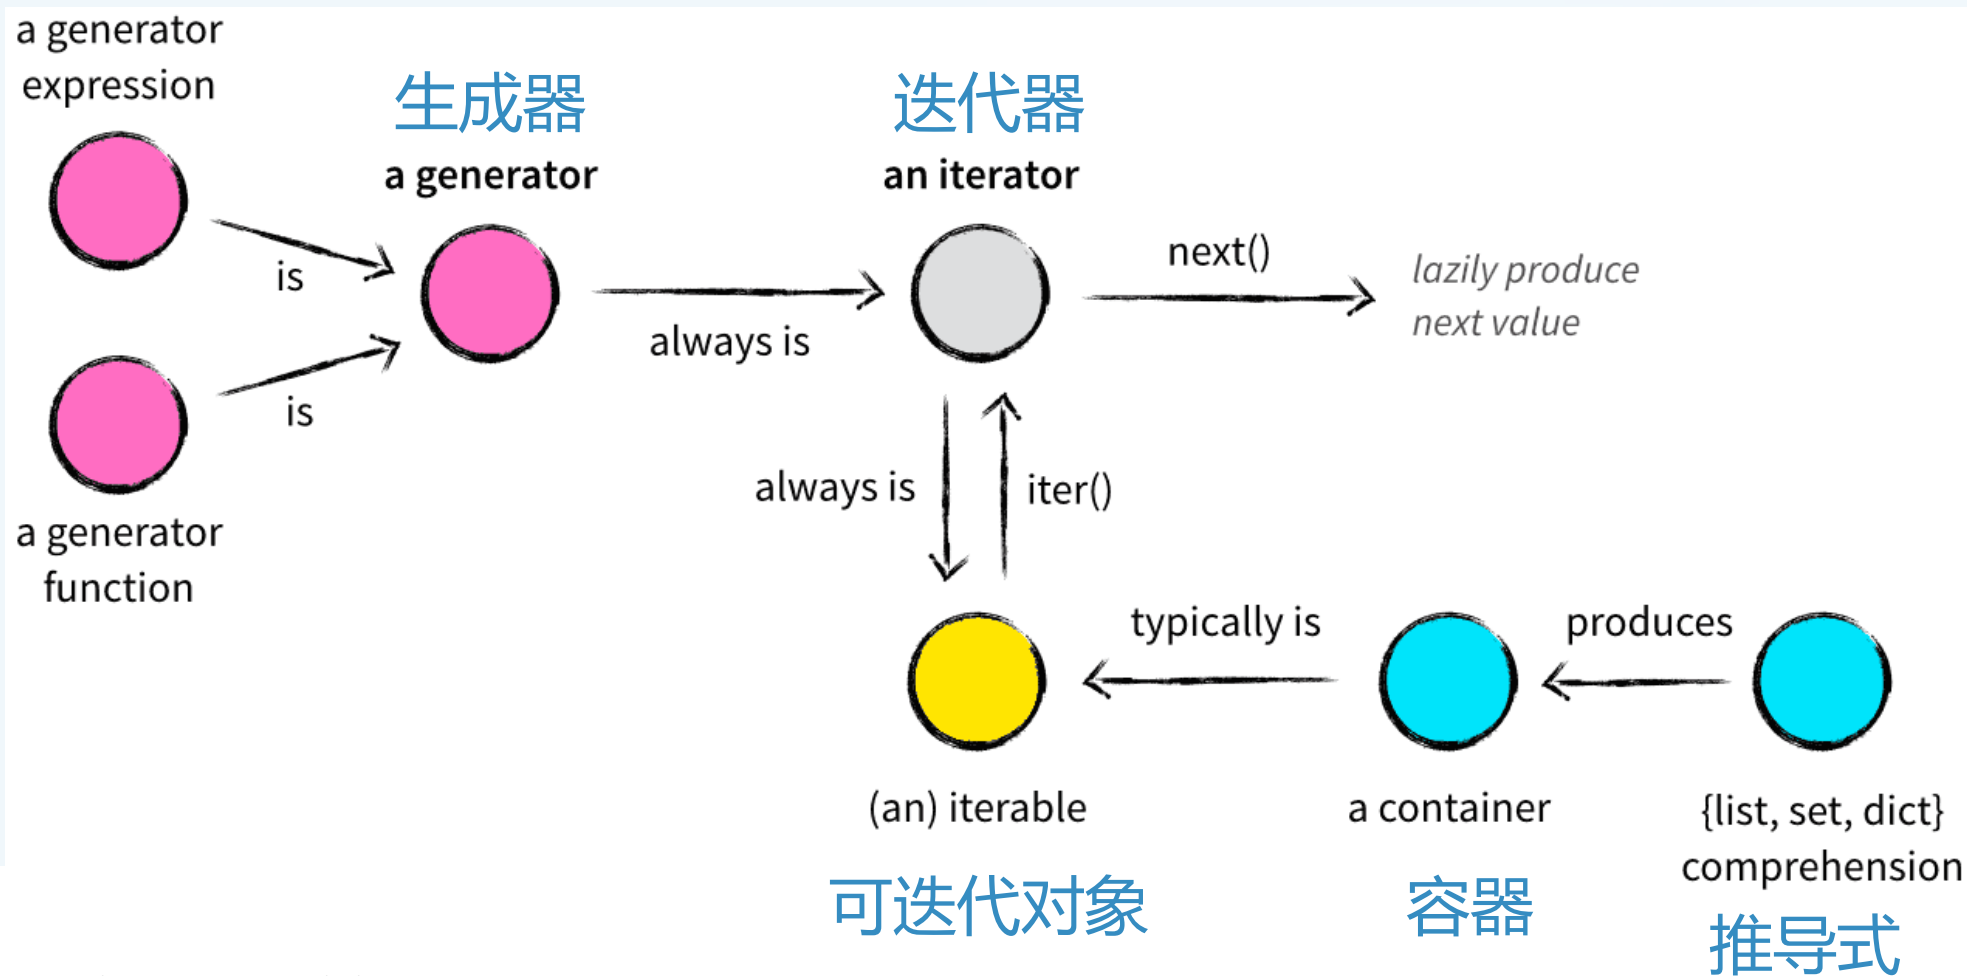 a generator
expression
生成器
a generator
迭代器
an iterator
is
always is
next()
lazily produce
next value
is
a generator
function
always is
iter()
typically is
produces
(an) iterable
可迭代对象
a container
容器
{list, set, dict}
comprehension
推导式